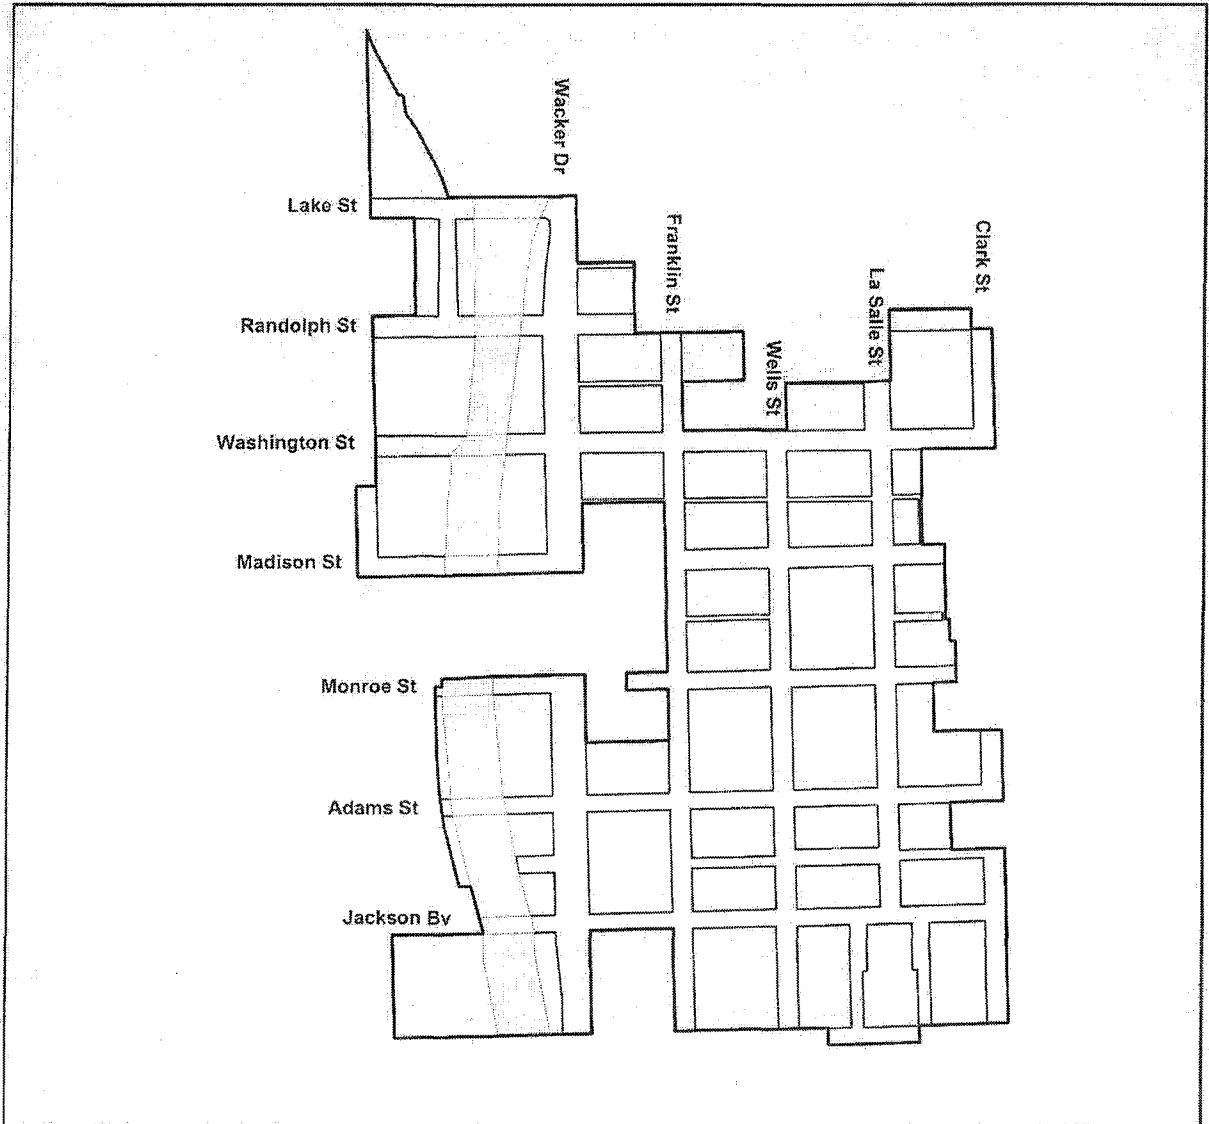 Wacker Dr
Lake St
Franklin St
Clark St
La Salle St
Randolph St
Wells St
Washington St
Madison St
Monroe St
Adams St
Jackson Bv